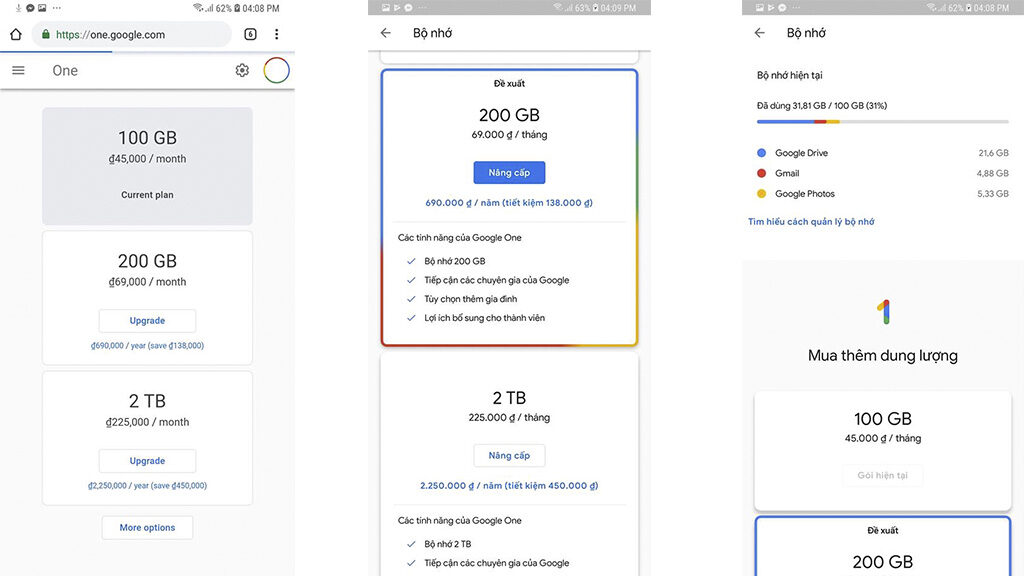 62% 04:08 PM
https://one.google.com
6
One
100 GB
₫45,000 / month
Current plan
200 GB
₫69,000 / month
Upgrade
₫690,000 / year (save ₫138,000)
2 TB
₫225,000 / month
Upgrade
₫2,250,000 / year (save ₫450,000)
More options
63% 04:09 PM
Bộ nhớ
Đề xuất
200 GB
69.000 ₫ / tháng
Nâng cấp
690.000 ₫ / năm (tiết kiệm 138.000 ₫)
Các tính năng của Google One
Bộ nhớ 200 GB
Tiếp cận các chuyên gia của Google
Tùy chọn thêm gia đình
Lợi ích bổ sung cho thành viên
2 TB
225.000 ₫ / tháng
Nâng cấp
2.250.000 ₫ / năm (tiết kiệm 450.000 ₫)
Các tính năng của Google One
Bộ nhớ 2 TB
Tiếp cận các chuyên gia của Google
62% 04:08 PM
Bộ nhớ
Bộ nhớ hiện tại
Đã dùng 31,81 GB / 100 GB (31%)
Google Drive 21,6 GB
Gmail 4,88 GB
Google Photos 5,33 GB
Tìm hiểu cách quản lý bộ nhớ
Mua thêm dung lượng
100 GB
45.000 ₫ / tháng
Gói hiện tại
Đề xuất
200 GB